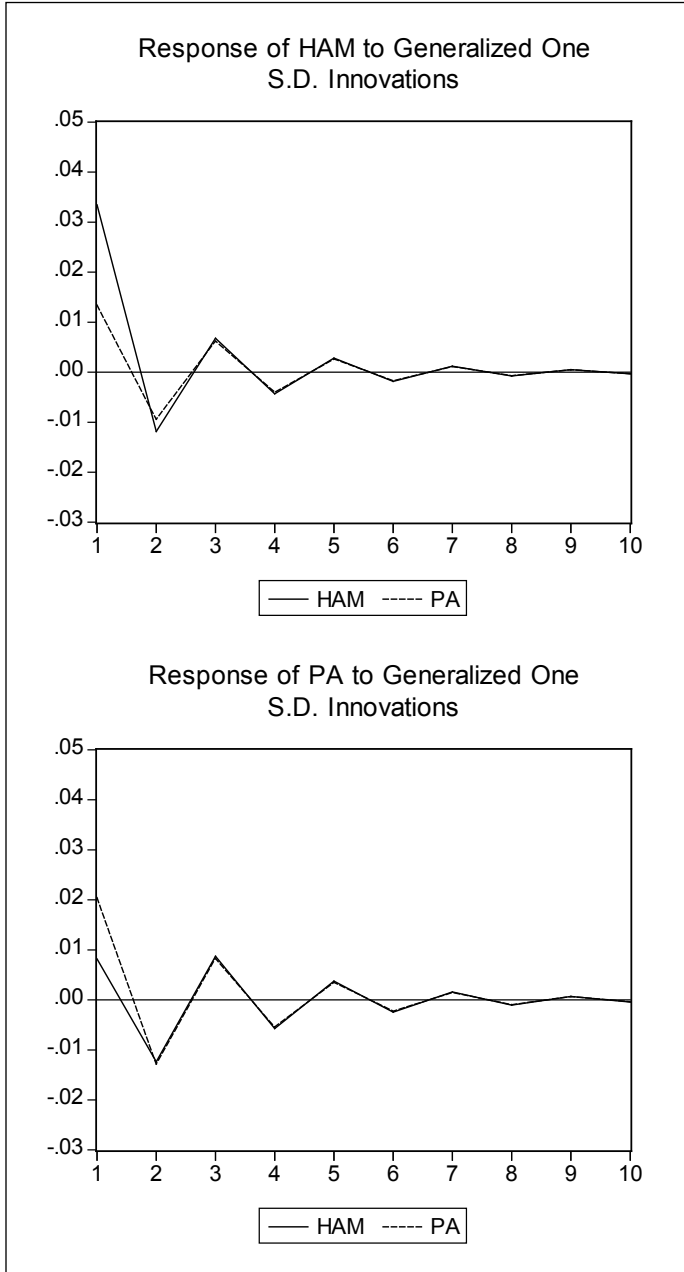 Response of HAM to Generalized One
S.D. Innovations
.05
.04
.03
.02
.01
.00
-.01
-.02
-.03
1 2 3 4 5 6 7 8 9 10
HAM PA
Response of PA to Generalized One
S.D. Innovations
.05
.04
.03
.02
.01
.00
-.01
-.02
-.03
1 2 3 4 5 6 7 8 9 10
HAM PA